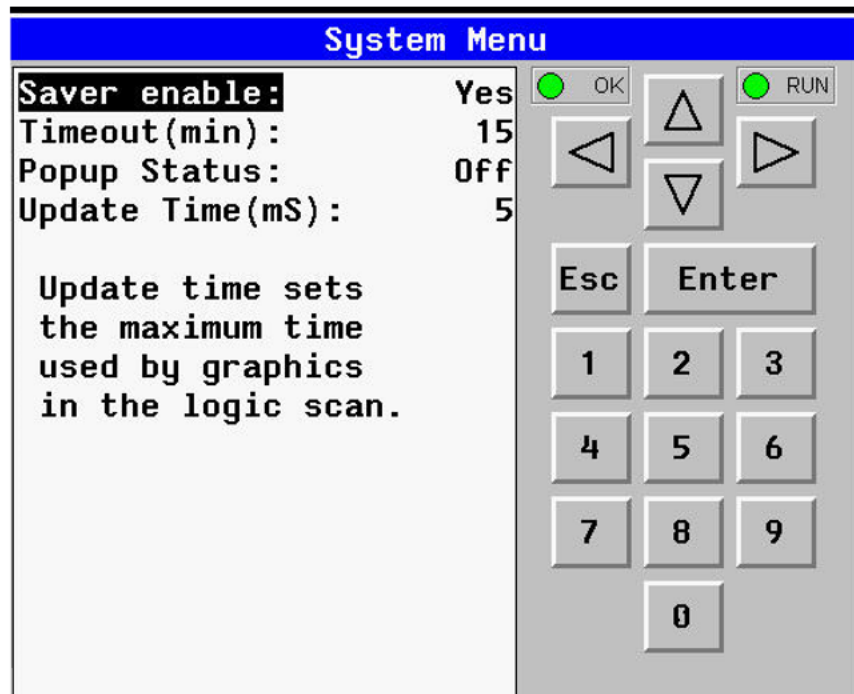 System Menu
Saver enable: Yes
Timeout(min): 15
Popup Status: Off
Update Time(mS): 5
Update time sets
the maximum time
used by graphics
in the logic scan.
OK
RUN
Esc
Enter
1 2 3
4 5 6
7 8 9
0